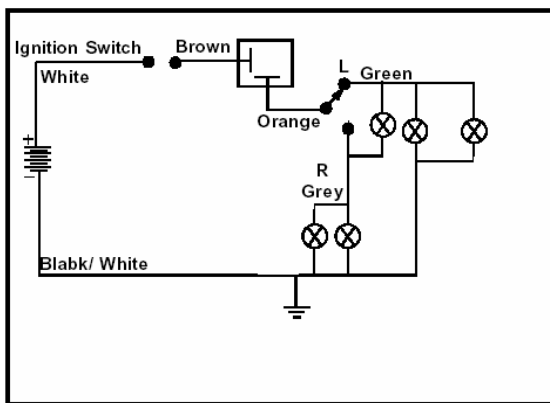 Ignition Switch
White
Brown
L
Green
Orange
+
R
Grey
−
Blabk/ White